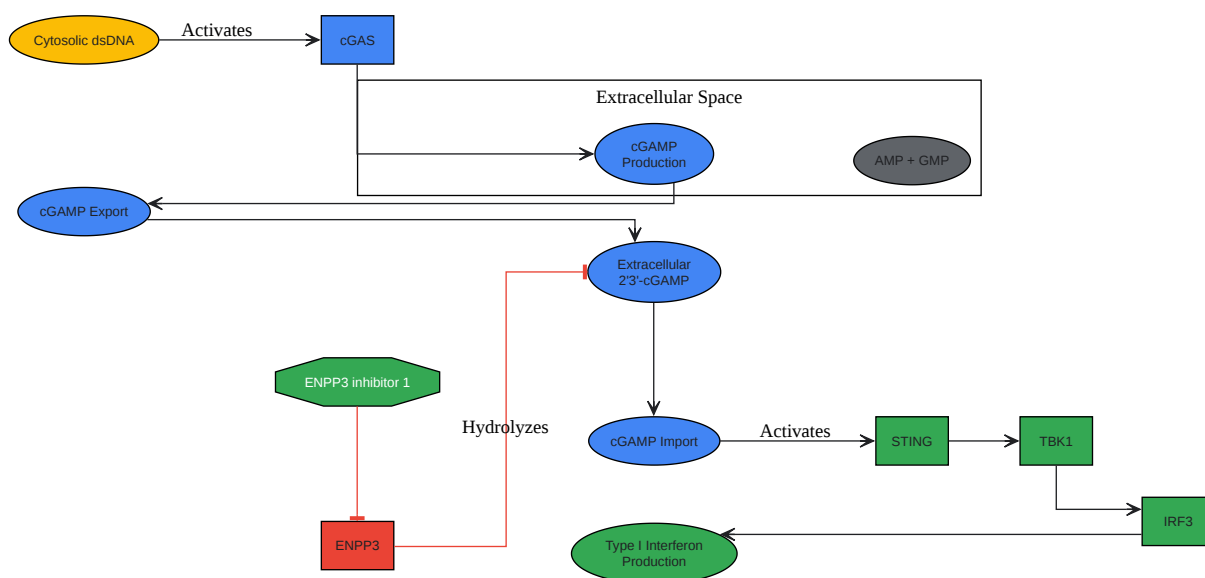 Cytosolic dsDNA
Activates
cGAS
Extracellular Space
cGAMP
Production
AMP + GMP
cGAMP Export
Extracellular
2'3'-cGAMP
ENPP3 inhibitor 1
Hydrolyzes
cGAMP Import
Activates
STING
TBK1
IRF3
ENPP3
Type I Interferon
Production